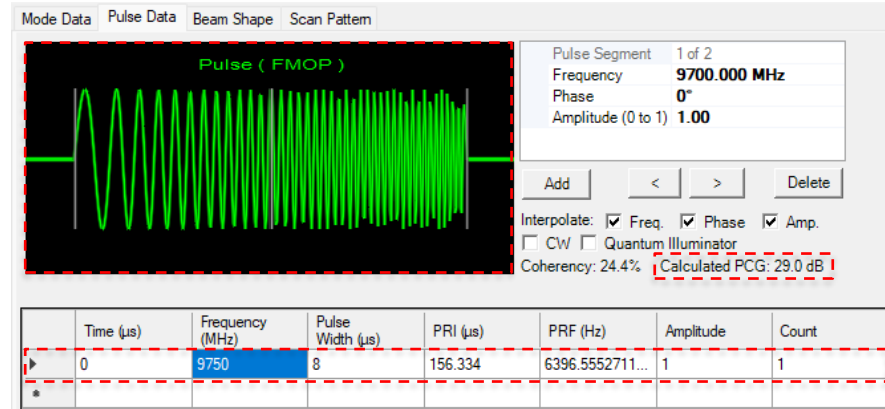 Mode Data Pulse Data Beam Shape Scan Pattern
Pulse ( FMOP )
Pulse Segment 1 of 2
Frequency 9700.000 MHz
Phase 0°
Amplitude (0 to 1) 1.00
Add < > Delete
Interpolate: Freq. Phase Amp.
CW Quantum Illuminator
Coherency: 24.4% Calculated PCG: 29.0 dB
Time (µs) Frequency (MHz) Pulse Width (µs) PRI (µs) PRF (Hz) Amplitude Count
0 9750 8 156.334 6396.5552711... 1 1